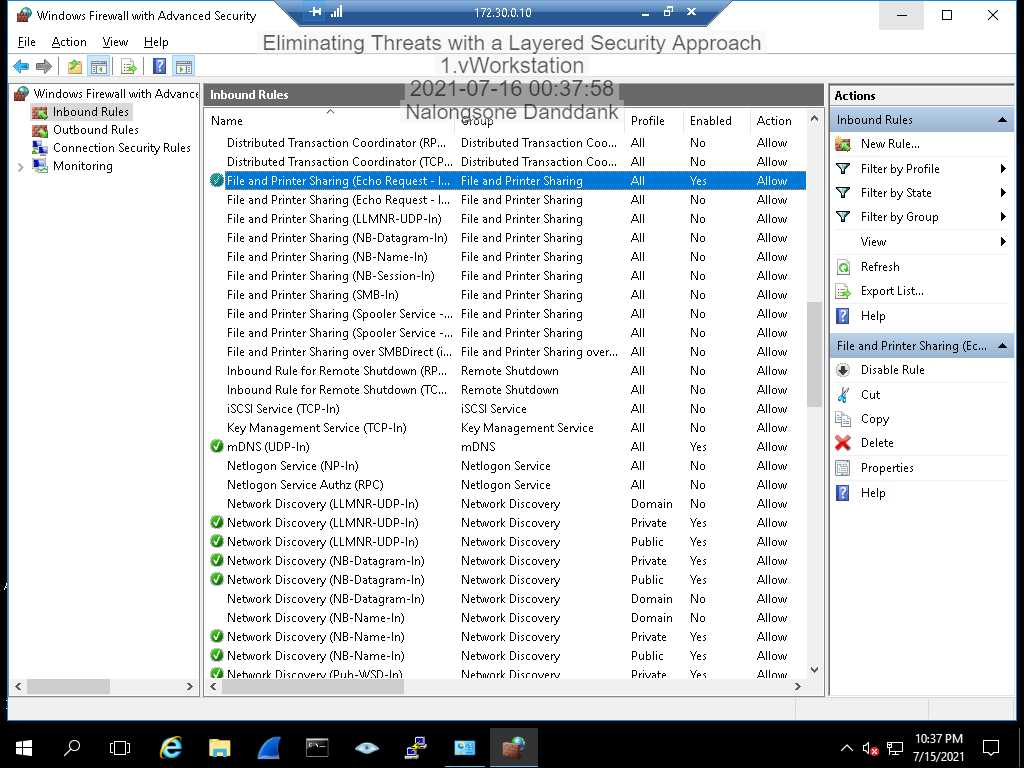 Windows Firewall with Advanced Security
172.30.0.10
File Action View Help
Eliminating Threats with a Layered Security Approach
1.vWorkstation
2021-07-16 00:37:58
Nalongsone Danddank
Windows Firewall with Advance
Inbound Rules
Outbound Rules
Connection Security Rules
Monitoring
Inbound Rules
Name Group Profile Enabled Action
Distributed Transaction Coordinator (RP... Distributed Transaction Coo... All No Allow
Distributed Transaction Coordinator (TCP... Distributed Transaction Coo... All No Allow
File and Printer Sharing (Echo Request - I... File and Printer Sharing All Yes Allow
File and Printer Sharing (Echo Request - I... File and Printer Sharing All No Allow
File and Printer Sharing (LLMNR-UDP-In) File and Printer Sharing All No Allow
File and Printer Sharing (NB-Datagram-In) File and Printer Sharing All No Allow
File and Printer Sharing (NB-Name-In) File and Printer Sharing All No Allow
File and Printer Sharing (NB-Session-In) File and Printer Sharing All No Allow
File and Printer Sharing (SMB-In) File and Printer Sharing All No Allow
File and Printer Sharing (Spooler Service -... File and Printer Sharing All No Allow
File and Printer Sharing (Spooler Service -... File and Printer Sharing All No Allow
File and Printer Sharing over SMBDirect (i... File and Printer Sharing over... All No Allow
Inbound Rule for Remote Shutdown (RP... Remote Shutdown All No Allow
Inbound Rule for Remote Shutdown (TC... Remote Shutdown All No Allow
iSCSI Service (TCP-In) iSCSI Service All No Allow
Key Management Service (TCP-In) Key Management Service All No Allow
mDNS (UDP-In) mDNS All Yes Allow
Netlogon Service (NP-In) Netlogon Service All No Allow
Netlogon Service Authz (RPC) Netlogon Service All No Allow
Network Discovery (LLMNR-UDP-In) Network Discovery Domain No Allow
Network Discovery (LLMNR-UDP-In) Network Discovery Private Yes Allow
Network Discovery (LLMNR-UDP-In) Network Discovery Public Yes Allow
Network Discovery (NB-Datagram-In) Network Discovery Private Yes Allow
Network Discovery (NB-Datagram-In) Network Discovery Public Yes Allow
Network Discovery (NB-Datagram-In) Network Discovery Domain No Allow
Network Discovery (NB-Name-In) Network Discovery Domain No Allow
Network Discovery (NB-Name-In) Network Discovery Private Yes Allow
Network Discovery (NB-Name-In) Network Discovery Public Yes Allow
Network Discovery (Pub-WSD-In) Network Discovery Private Yes Allow
Actions
Inbound Rules
New Rule...
Filter by Profile
Filter by State
Filter by Group
View
Refresh
Export List...
Help
File and Printer Sharing (Ec...
Disable Rule
Cut
Copy
Delete
Properties
Help
10:37 PM
7/15/2021